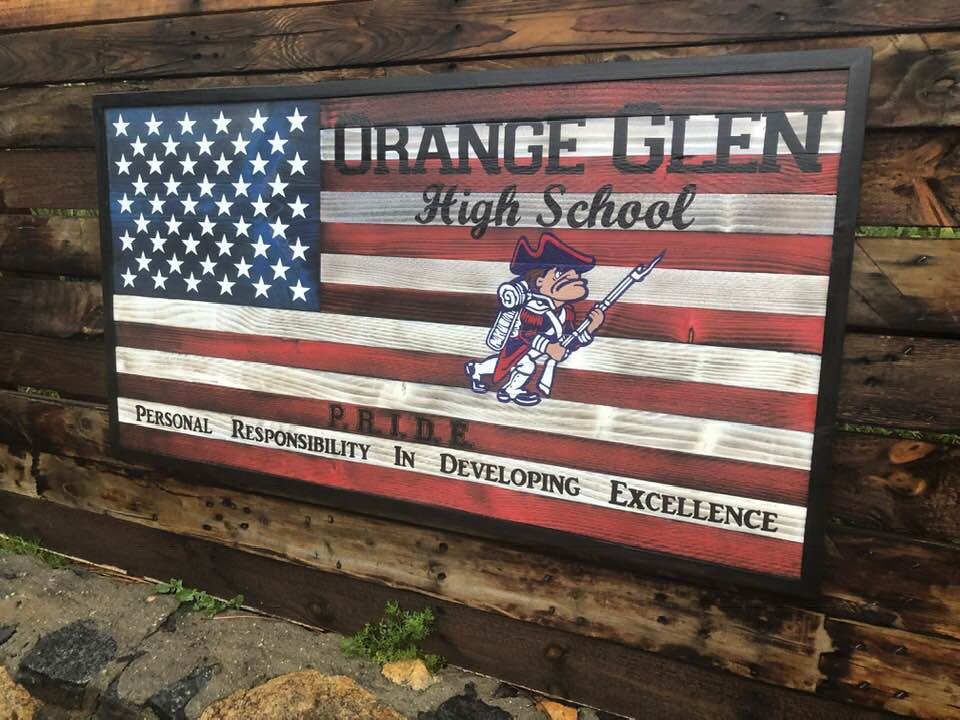 Orange Glen
High School
P.R.I.D.E.
Personal Responsibility In Developing Excellence